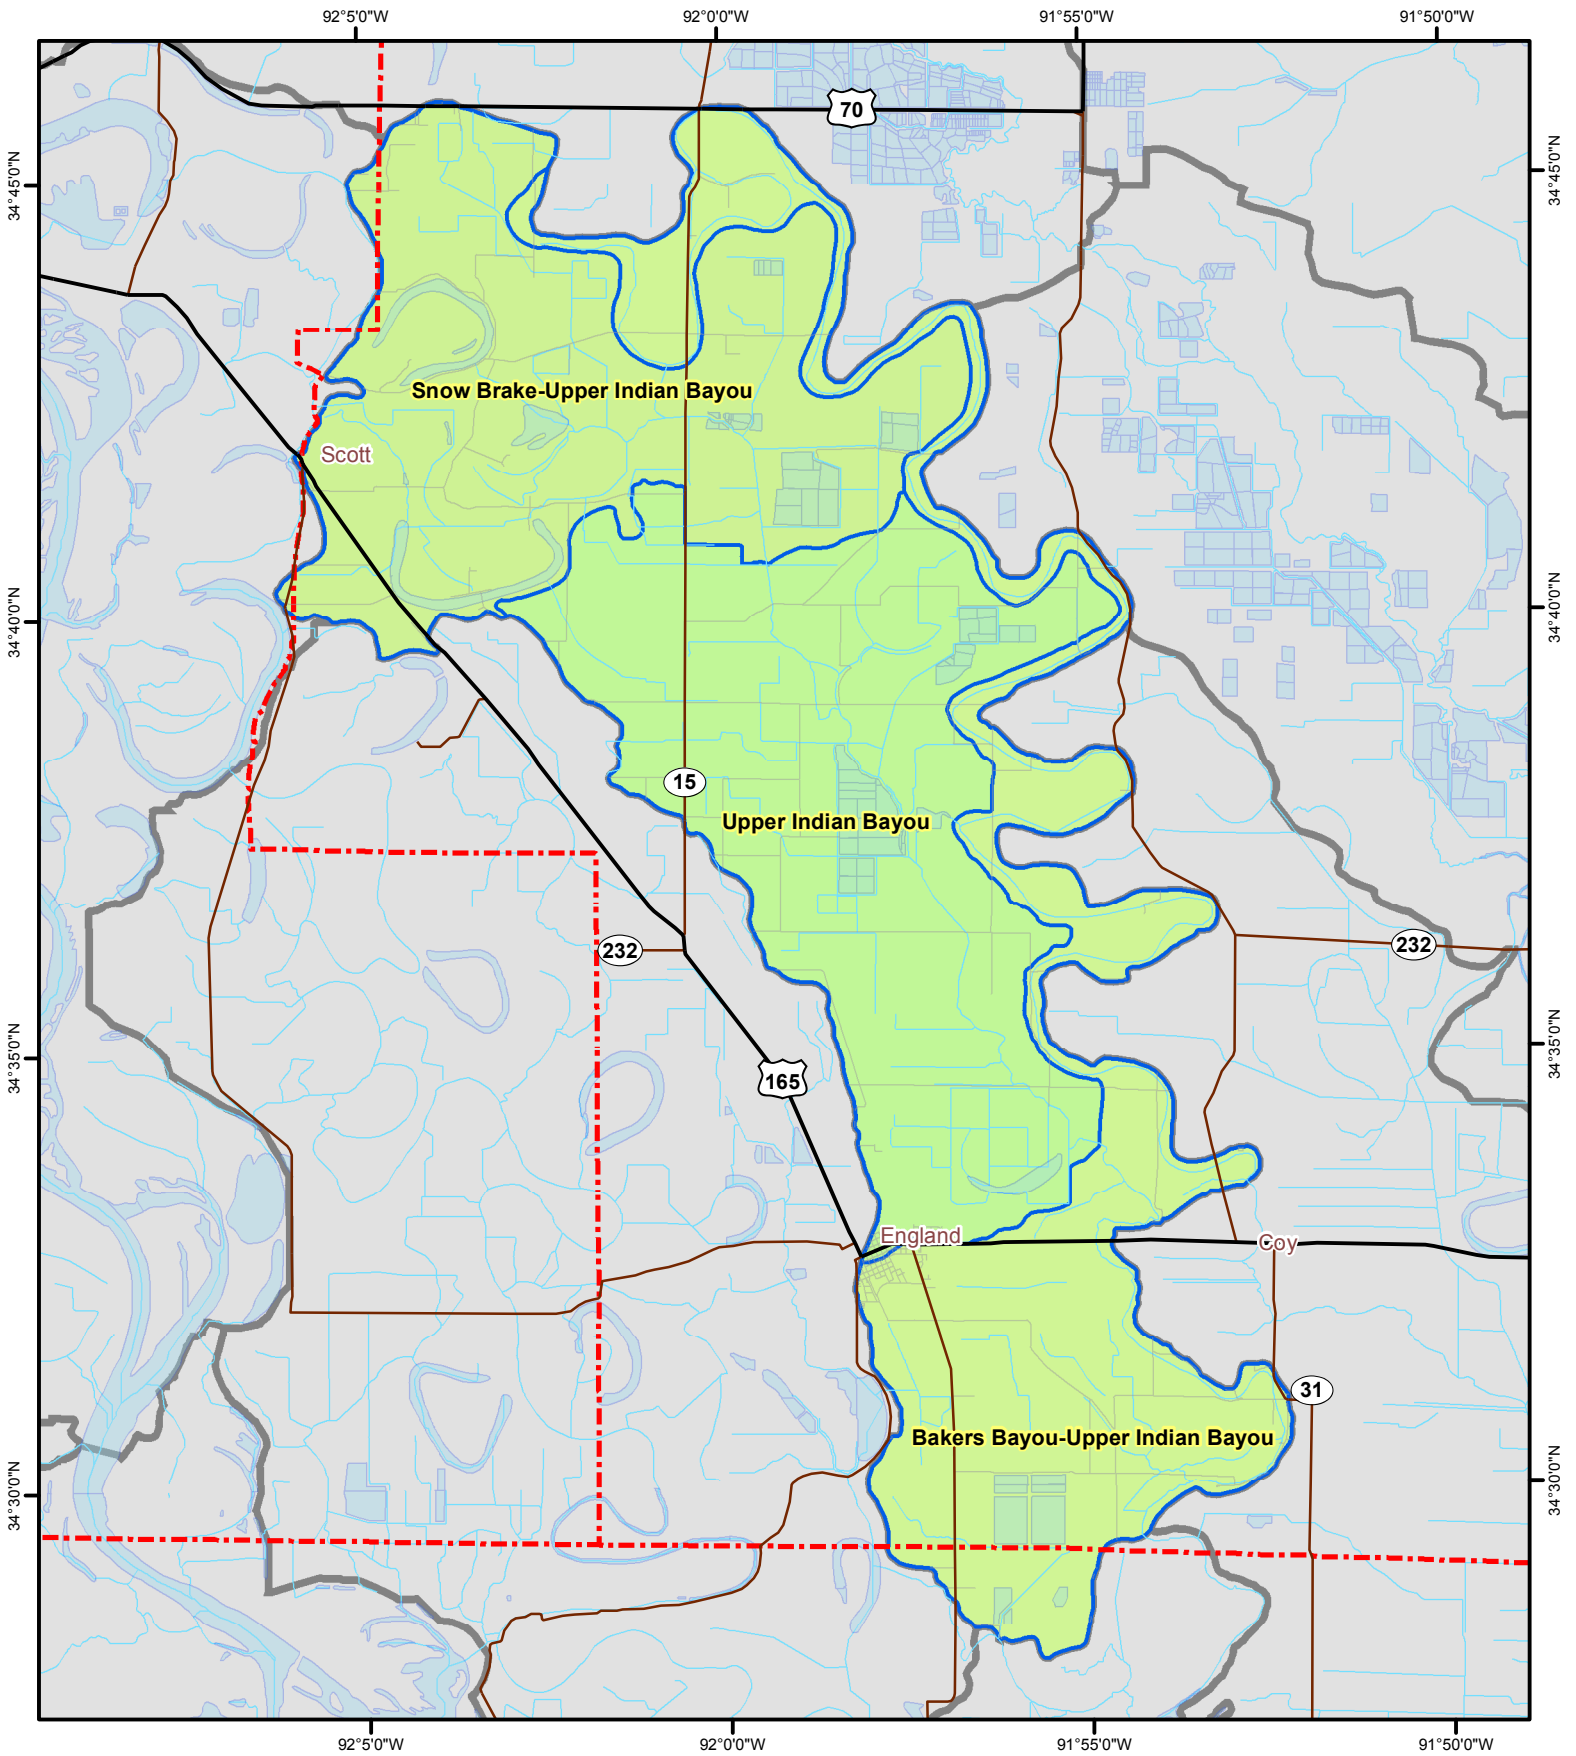 92°5'0"W 92°0'0"W 91°55'0"W 91°50'0"W
70
34°45'0"N 34°45'0"N
Snow Brake-Upper Indian Bayou
Scott
34°40'0"N 34°40'0"N
15
Upper Indian Bayou
232 232
34°35'0"N 34°35'0"N
165
England
Coy
31
Bakers Bayou-Upper Indian Bayou
34°30'0"N 34°30'0"N
92°5'0"W 92°0'0"W 91°55'0"W 91°50'0"W